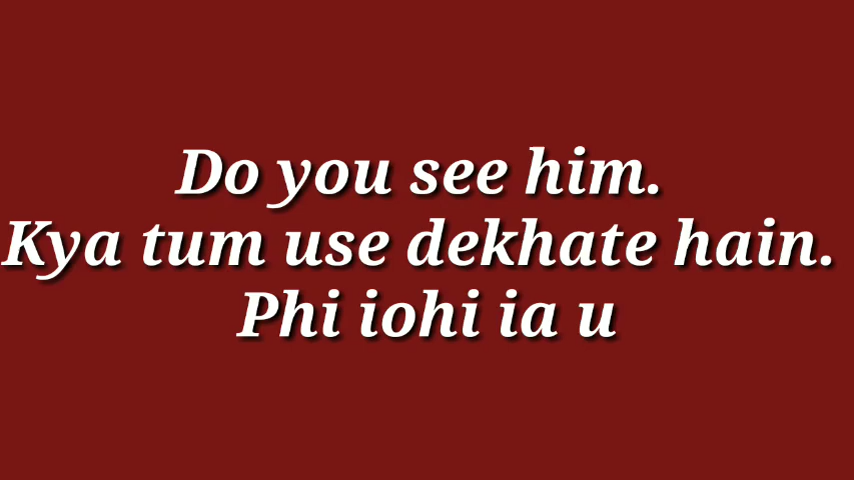 Do you see him.
Kya tum use dekhate hain.
Phi iohi ia u